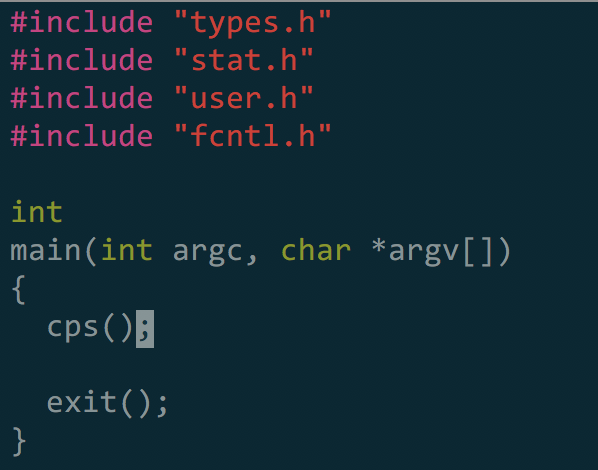 #include "types.h"
#include "stat.h"
#include "user.h"
#include "fcntl.h"
int
main(int argc, char *argv[])
{
cps();
exit();
}